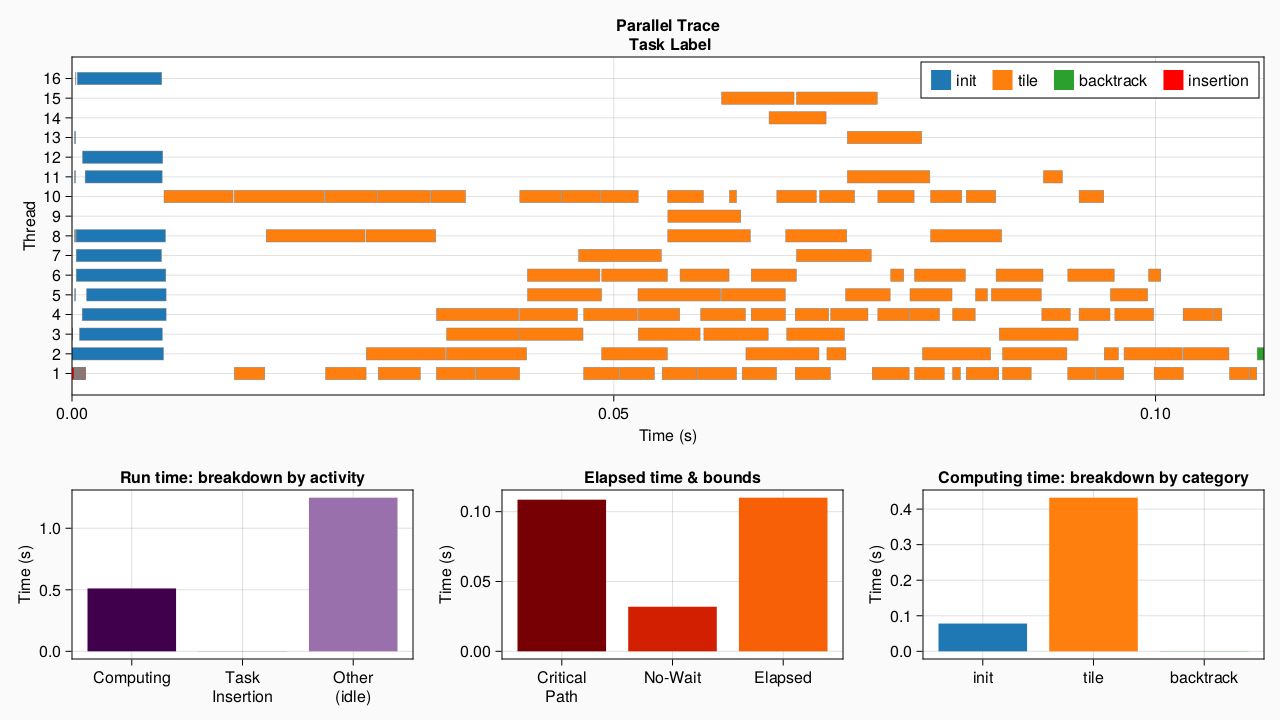 Parallel Trace
Task Label
init tile backtrack insertion
16
15
14
13
12
11
10
9
8
7
6
5
4
3
2
1
Thread
0.00 0.05 0.10
Time (s)
Run time: breakdown by activity
Time (s)
1.0
0.5
0.0
Computing Task Insertion Other (idle)
Elapsed time & bounds
Time (s)
0.10
0.05
0.00
Critical Path No-Wait Elapsed
Computing time: breakdown by category
Time (s)
0.4
0.3
0.2
0.1
0.0
init tile backtrack